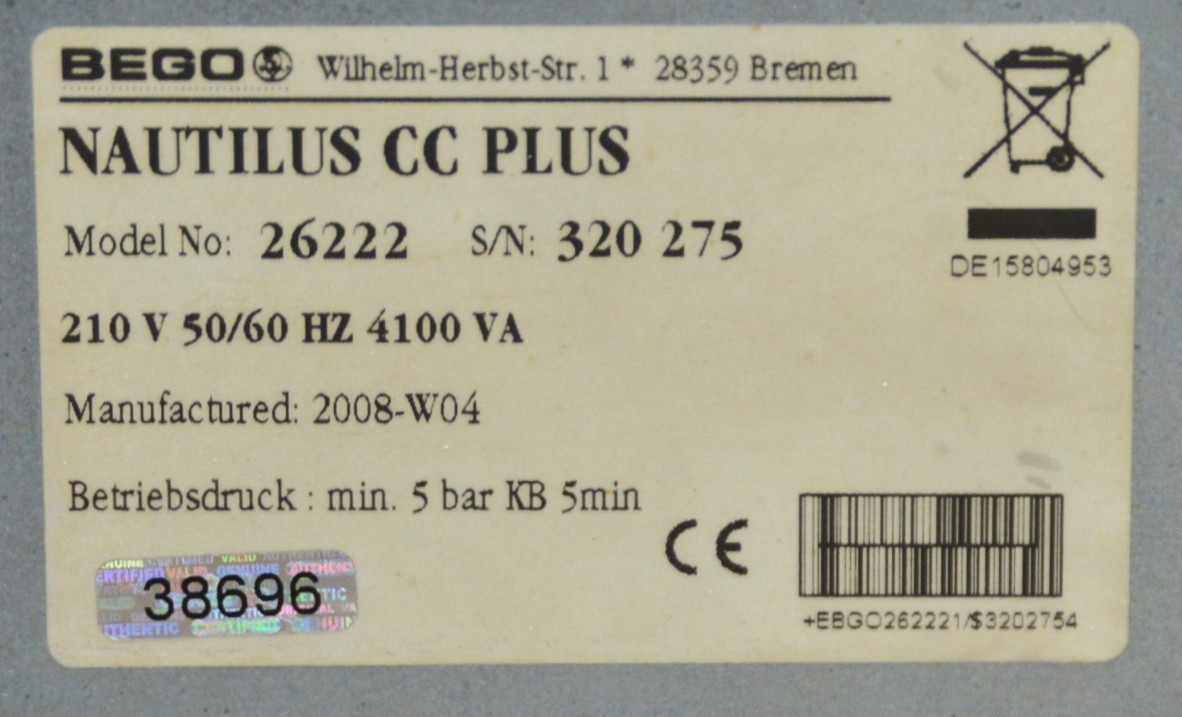 BEGO Wilhelm-Herbst-Str. 1 * 28359 Bremen
NAUTILUS CC PLUS
Model No: 26222 S/N: 320 275
DE15804953
210 V 50/60 HZ 4100 VA
Manufactured: 2008-W04
Betriebsdruck : min. 5 bar KB 5min
CE
38696
+EBGO262221/$3202754